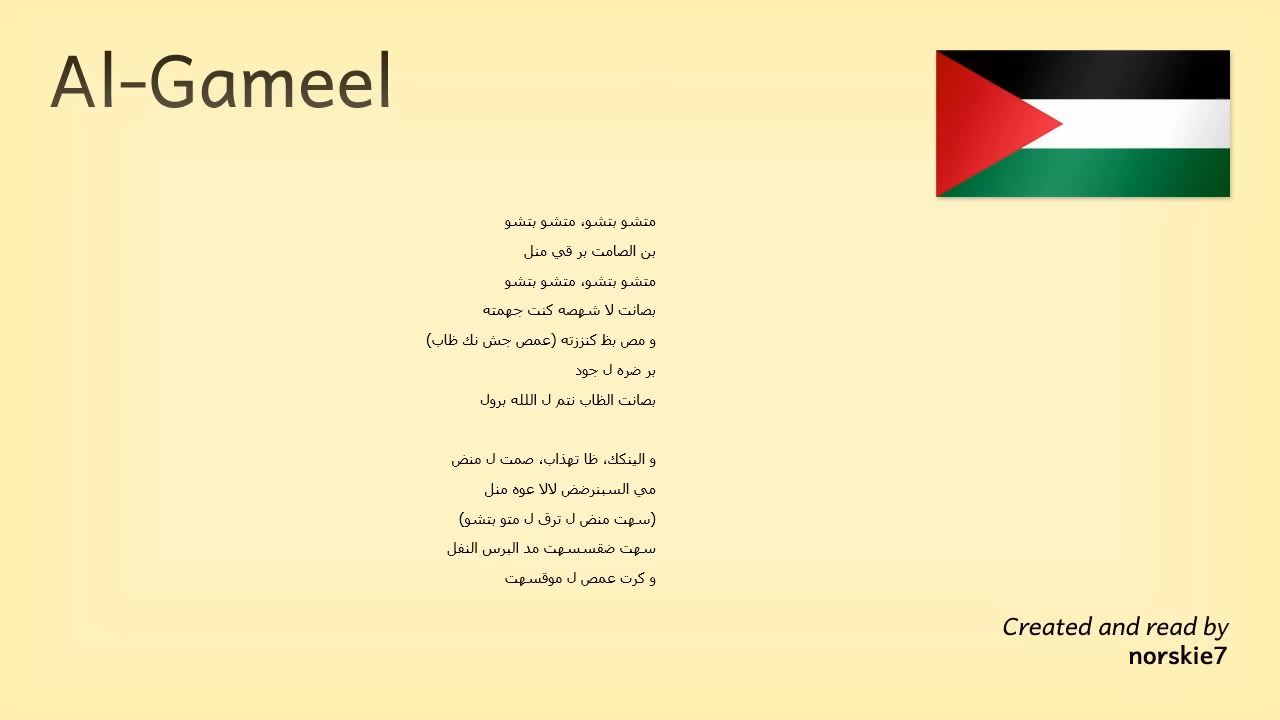 Al-Gameel
متشو بتشو، متشو بتشو
بن الصامت بر قي منل
متشو بتشو، متشو بتشو
بصانت لا شهصه كنت جهمته
و مص بظ كنززته (عمص جش نك ظاب)
بر ضره ل جود
بصانت الظاب نتم ل اللله برول
و الينكك، ظا تهذاب، صمت ل منض
مي السبنرضض لالا عوه منل
(سهت منض ل ترق ل متو بتشو)
سهت ضقسسهت مد البرس النفل
و كرت عمص ل موقسهت
Created and read by
norskie7